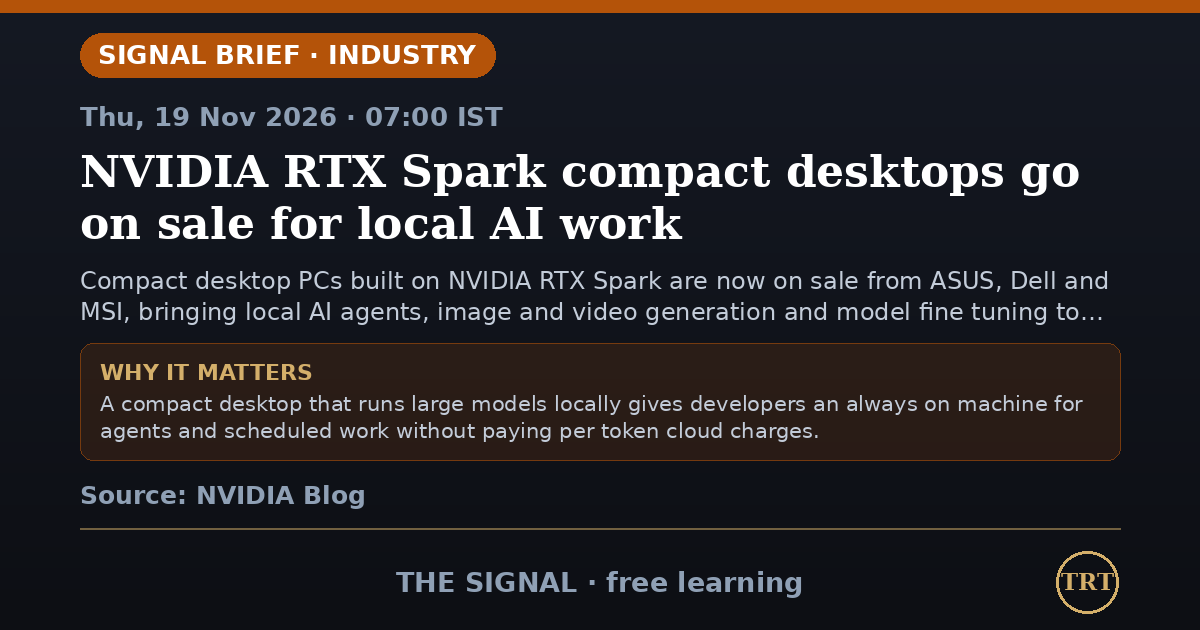 SIGNAL BRIEF · INDUSTRY
Thu, 19 Nov 2026 · 07:00 IST
NVIDIA RTX Spark compact desktops go
on sale for local AI work
Compact desktop PCs built on NVIDIA RTX Spark are now on sale from ASUS, Dell and
MSI, bringing local AI agents, image and video generation and model fine tuning to…
WHY IT MATTERS
A compact desktop that runs large models locally gives developers an always on machine for
agents and scheduled work without paying per token cloud charges.
Source: NVIDIA Blog
THE SIGNAL · free learning
TRT